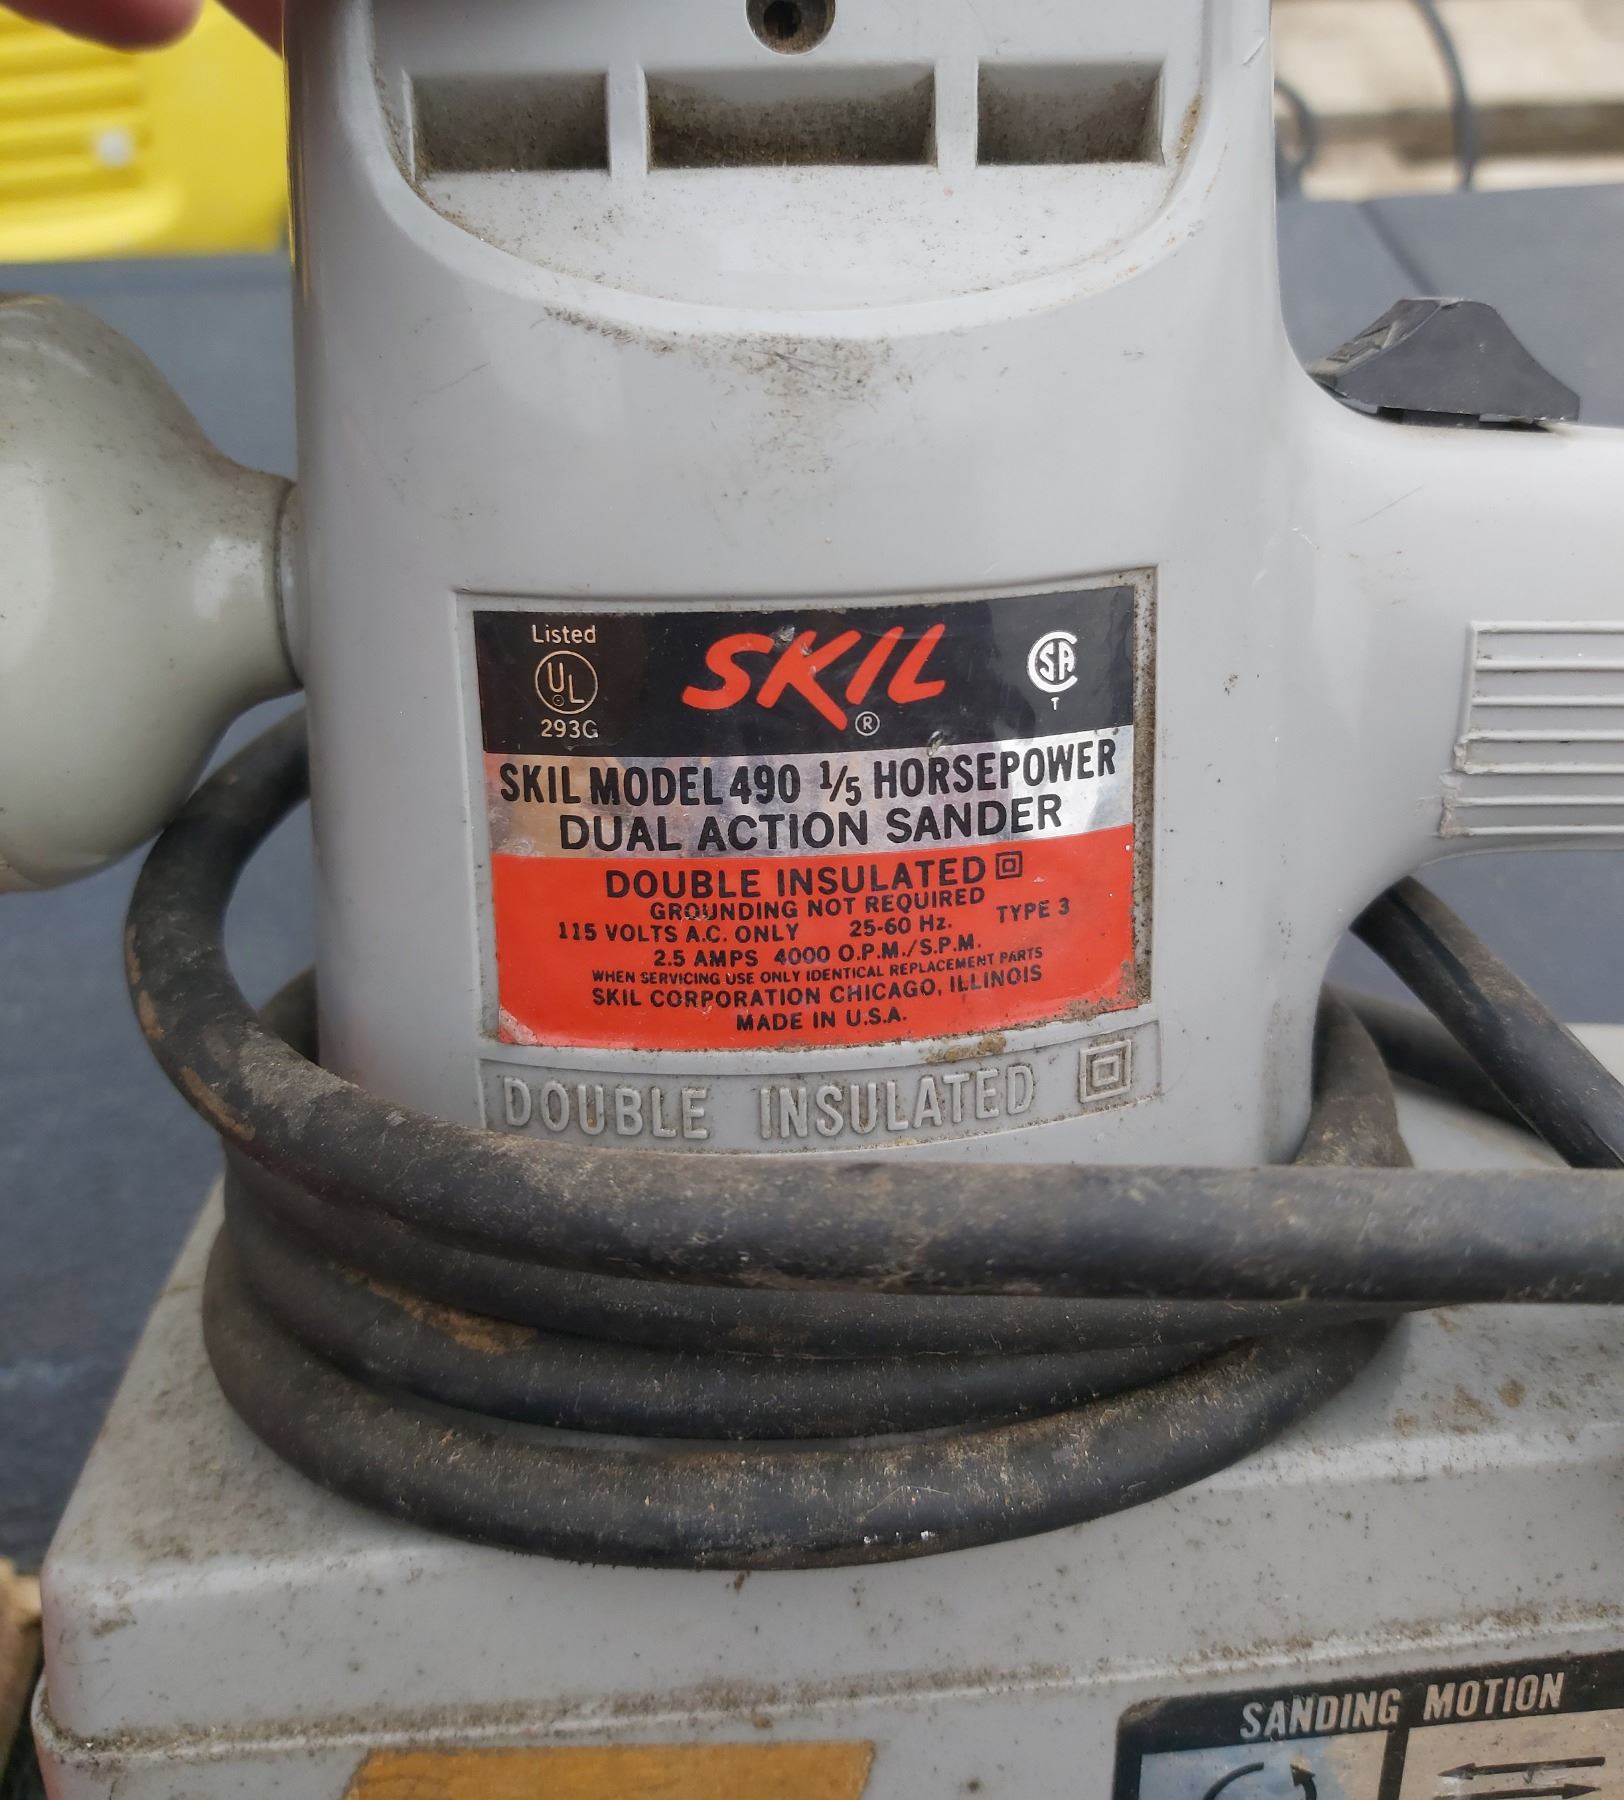 Listed
UL
293G
SKIL
®
CSA
T
SKIL MODEL 490 1/5 HORSEPOWER
DUAL ACTION SANDER
DOUBLE INSULATED
GROUNDING NOT REQUIRED
115 VOLTS A.C. ONLY 25-60 Hz. TYPE 3
2.5 AMPS 4000 O.P.M./S.P.M.
WHEN SERVICING USE ONLY IDENTICAL REPLACEMENT PARTS
SKIL CORPORATION CHICAGO, ILLINOIS
MADE IN U.S.A.
DOUBLE INSULATED
SANDING MOTION